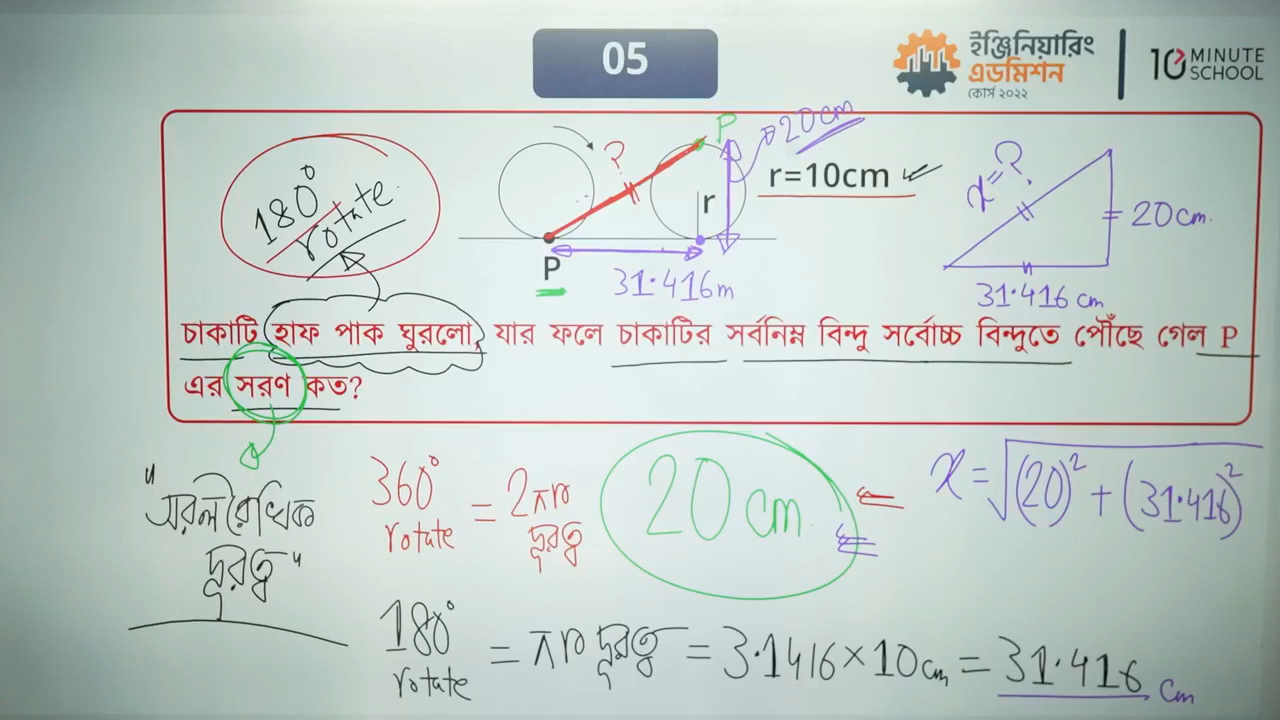 05
ইঞ্জিনিয়ারিং
এডমিশন
কোর্স ২০২২
10 MINUTE SCHOOL
180° rotate
?
P
20cm
r=10cm
r
P
31.416m
x=?
20cm.
31.416 cm
চাকাটি হাফ পাক ঘুরলো, যার ফলে চাকাটির সর্বনিম্ন বিন্দু সর্বোচ্চ বিন্দুতে পৌঁছে গেল P
এর সরণ কত?
"সরলরৈখিক
দূরত্ব"
360° rotate = 2πr দূরত্ব
20 cm
x = √(20)² + (31.416)²
180° rotate = πr দূরত্ব = 3.1416×10cm = 31.416 cm